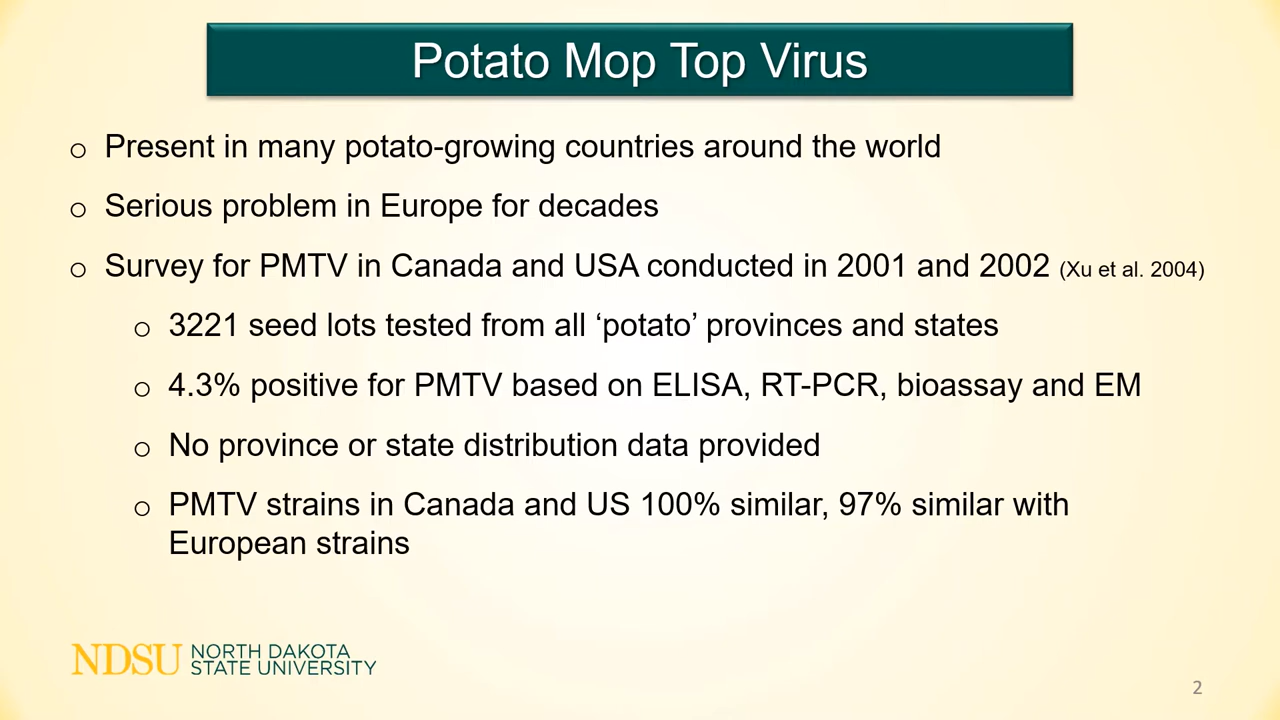 Potato Mop Top Virus
o Present in many potato-growing countries around the world
o Serious problem in Europe for decades
o Survey for PMTV in Canada and USA conducted in 2001 and 2002 (Xu et al. 2004)
o 3221 seed lots tested from all ‘potato’ provinces and states
o 4.3% positive for PMTV based on ELISA, RT-PCR, bioassay and EM
o No province or state distribution data provided
o PMTV strains in Canada and US 100% similar, 97% similar with
European strains
NDSU NORTH DAKOTA
STATE UNIVERSITY
2